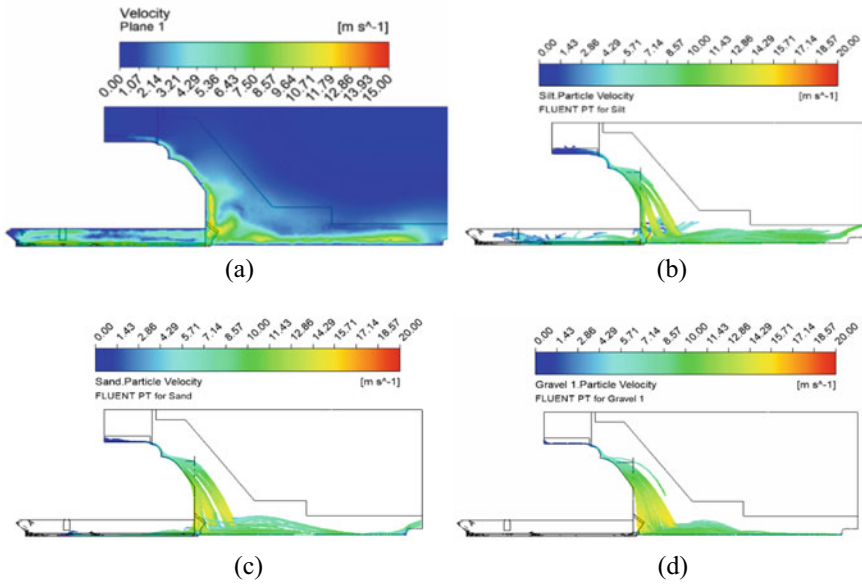 Velocity
Plane 1
[m s^-1]
0.00 1.07 2.14 3.21 4.29 5.36 6.43 7.50 8.57 9.64 10.71 11.79 12.86 13.93 15.00
(a)
0.00 1.43 2.86 4.29 5.71 7.14 8.57 10.00 11.43 12.86 14.29 15.71 17.14 18.57 20.00
Silt.Particle Velocity [m s^-1]
FLUENT PT for Silt
(b)
0.00 1.43 2.86 4.29 5.71 7.14 8.57 10.00 11.43 12.86 14.29 15.71 17.14 18.57 20.00
Sand.Particle Velocity [m s^-1]
FLUENT PT for Sand
(c)
0.00 1.43 2.86 4.29 5.71 7.14 8.57 10.00 11.43 12.86 14.29 15.71 17.14 18.57 20.00
Gravel 1.Particle Velocity [m s^-1]
FLUENT PT for Gravel 1
(d)